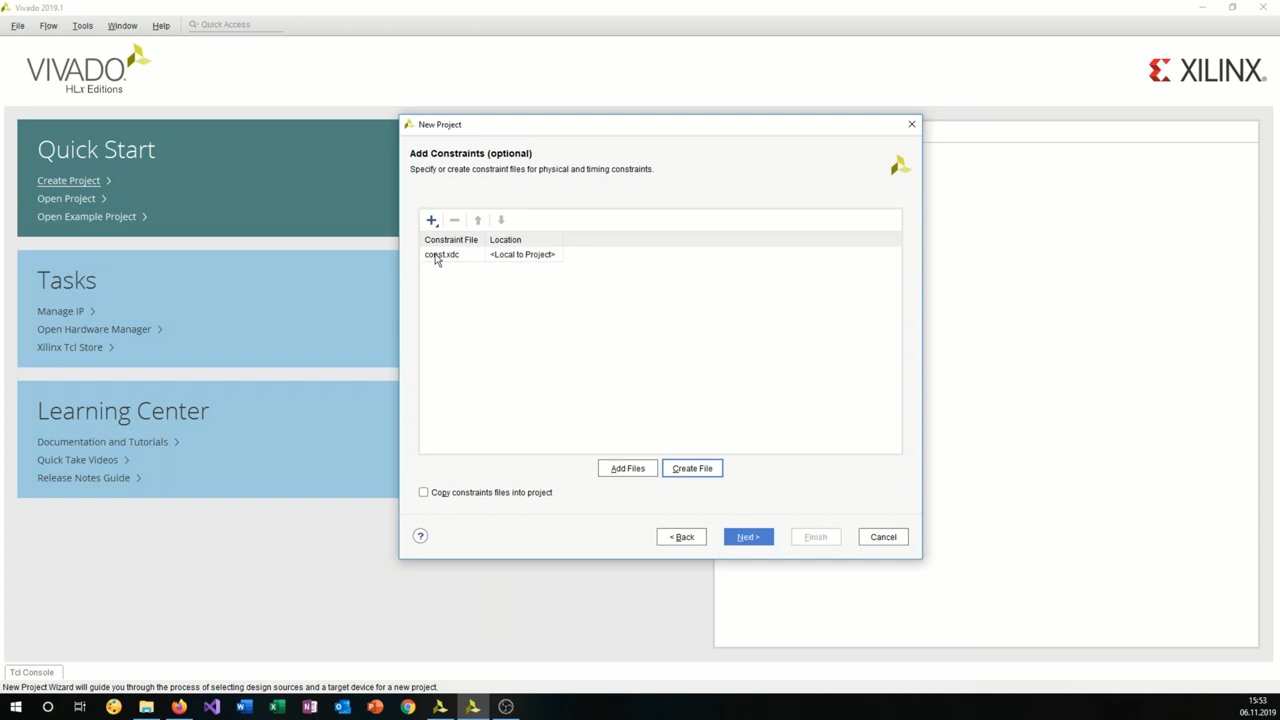 Vivado 2019.1
File Flow Tools Window Help Quick Access
VIVADO
HLx Editions
XILINX
Quick Start
Create Project
Open Project
Open Example Project
Tasks
Manage IP
Open Hardware Manager
Xilinx Tcl Store
Learning Center
Documentation and Tutorials
Quick Take Videos
Release Notes Guide
New Project
Add Constraints (optional)
Specify or create constraint files for physical and timing constraints.
Constraint File Location
const.xdc <Local to Project>
Add Files Create File
Copy constraints files into project
? < Back Next > Finish Cancel
Tcl Console
New Project Wizard will guide you through the process of selecting design sources and a target device for a new project.
15:53
06.11.2019